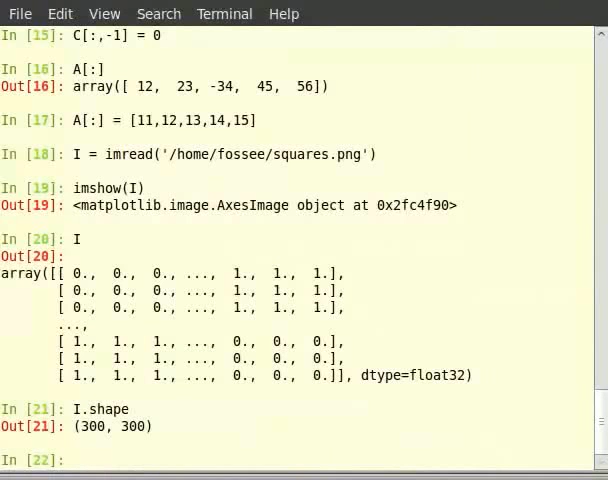 File Edit View Search Terminal Help
In [15]: C[:,-1] = 0
In [16]: A[:]
Out[16]: array([ 12,  23, -34,  45,  56])
In [17]: A[:] = [11,12,13,14,15]
In [18]: I = imread('/home/fossee/squares.png')
In [19]: imshow(I)
Out[19]: <matplotlib.image.AxesImage object at 0x2fc4f90>
In [20]: I
Out[20]:
array([[ 0.,  0.,  0., ...,  1.,  1.,  1.],
       [ 0.,  0.,  0., ...,  1.,  1.,  1.],
       [ 0.,  0.,  0., ...,  1.,  1.,  1.],
       ...,
       [ 1.,  1.,  1., ...,  0.,  0.,  0.],
       [ 1.,  1.,  1., ...,  0.,  0.,  0.],
       [ 1.,  1.,  1., ...,  0.,  0.,  0.]], dtype=float32)
In [21]: I.shape
Out[21]: (300, 300)
In [22]: